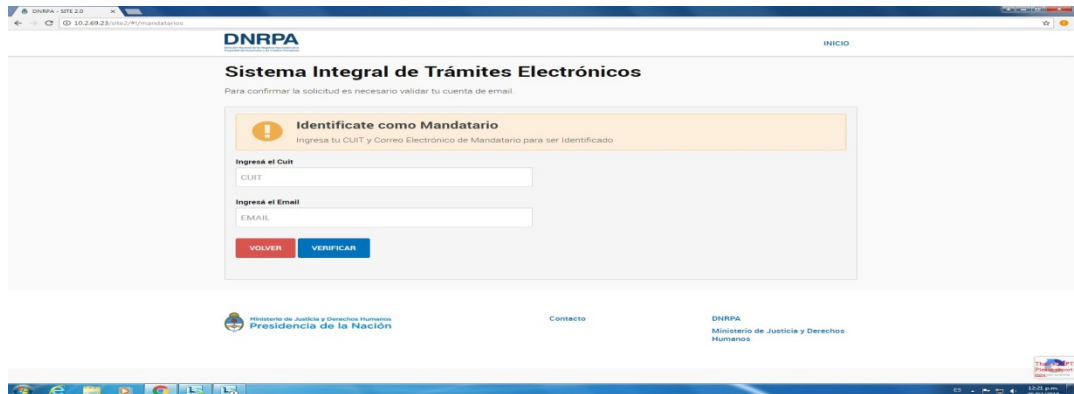 DNRPA - SITE 2.0
10.2.69.23/site2/#!/mandatarios
DNRPA
INICIO
Sistema Integral de Trámites Electrónicos
Para confirmar la solicitud es necesario validar tu cuenta de email.
Identificate como Mandatario
Ingresa tu CUIT y Correo Electrónico de Mandatario para ser Identificado
Ingresá el Cuit
CUIT
Ingresá el Email
EMAIL
VOLVER
VERIFICAR
Ministerio de Justicia y Derechos Humanos
Presidencia de la Nación
Contacto
DNRPA
Ministerio de Justicia y Derechos
Humanos
ES
12:21 p.m.